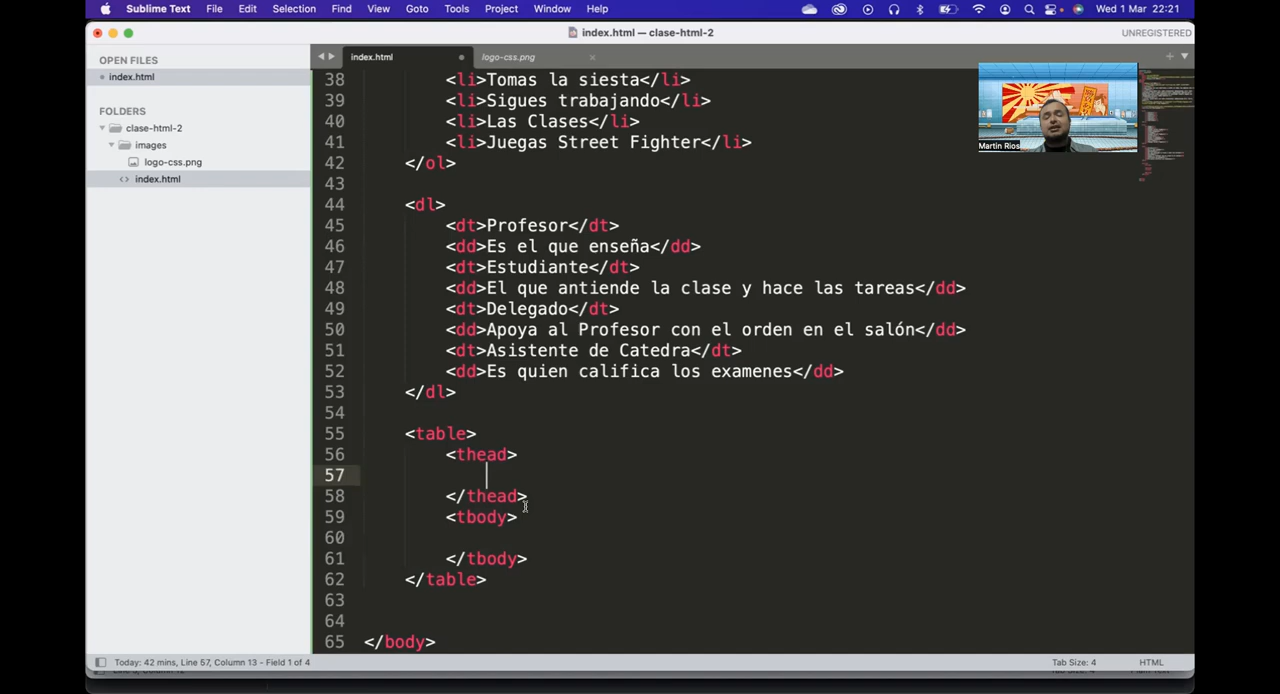 Sublime Text File Edit Selection Find View Goto Tools Project Window Help Wed 1 Mar 22:21
index.html — clase-html-2 UNREGISTERED
OPEN FILES
index.html
FOLDERS
clase-html-2
images
logo-css.png
index.html
index.html logo-css.png
38 <li>Tomas la siesta</li>
39 <li>Sigues trabajando</li>
40 <li>Las Clases</li>
41 <li>Juegas Street Fighter</li>
42 </ol>
43
44 <dl>
45 <dt>Profesor</dt>
46 <dd>Es el que enseña</dd>
47 <dt>Estudiante</dt>
48 <dd>El que antiende la clase y hace las tareas</dd>
49 <dt>Delegado</dt>
50 <dd>Apoya al Profesor con el orden en el salón</dd>
51 <dt>Asistente de Catedra</dt>
52 <dd>Es quien califica los examenes</dd>
53 </dl>
54
55 <table>
56 <thead>
57
58 </thead>
59 <tbody>
60
61 </tbody>
62 </table>
63
64
65 </body>
Martin Rios
Today: 42 mins, Line 57, Column 13 - Field 1 of 4 Tab Size: 4 HTML